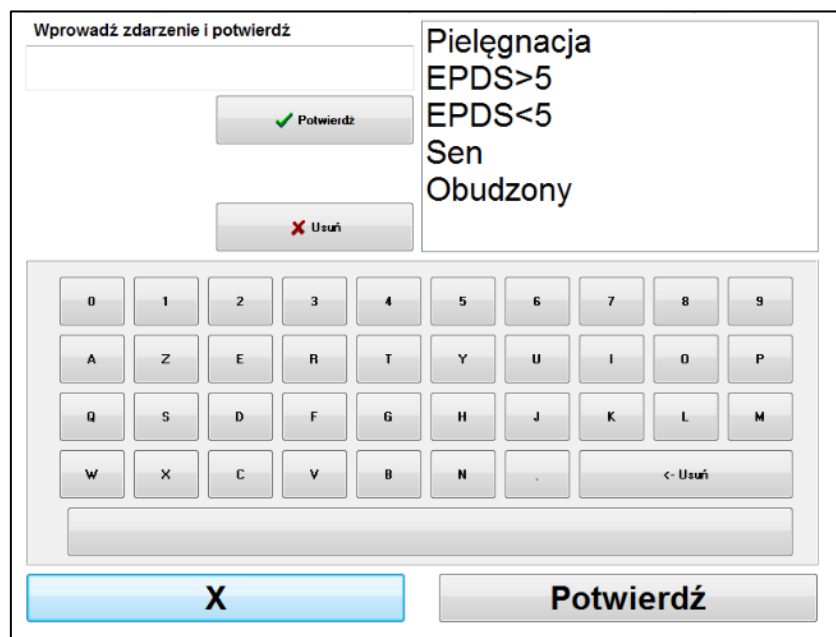 Wprowadź zdarzenie i potwierdź
Potwierdż
Usuń
Pielęgnacja
EPDS>5
EPDS<5
Sen
Obudzony
0 1 2 3 4 5 6 7 8 9
A Z E R T Y U I O P
Q S D F G H J K L M
W X C V B N . <- Usuń
X Potwierdź